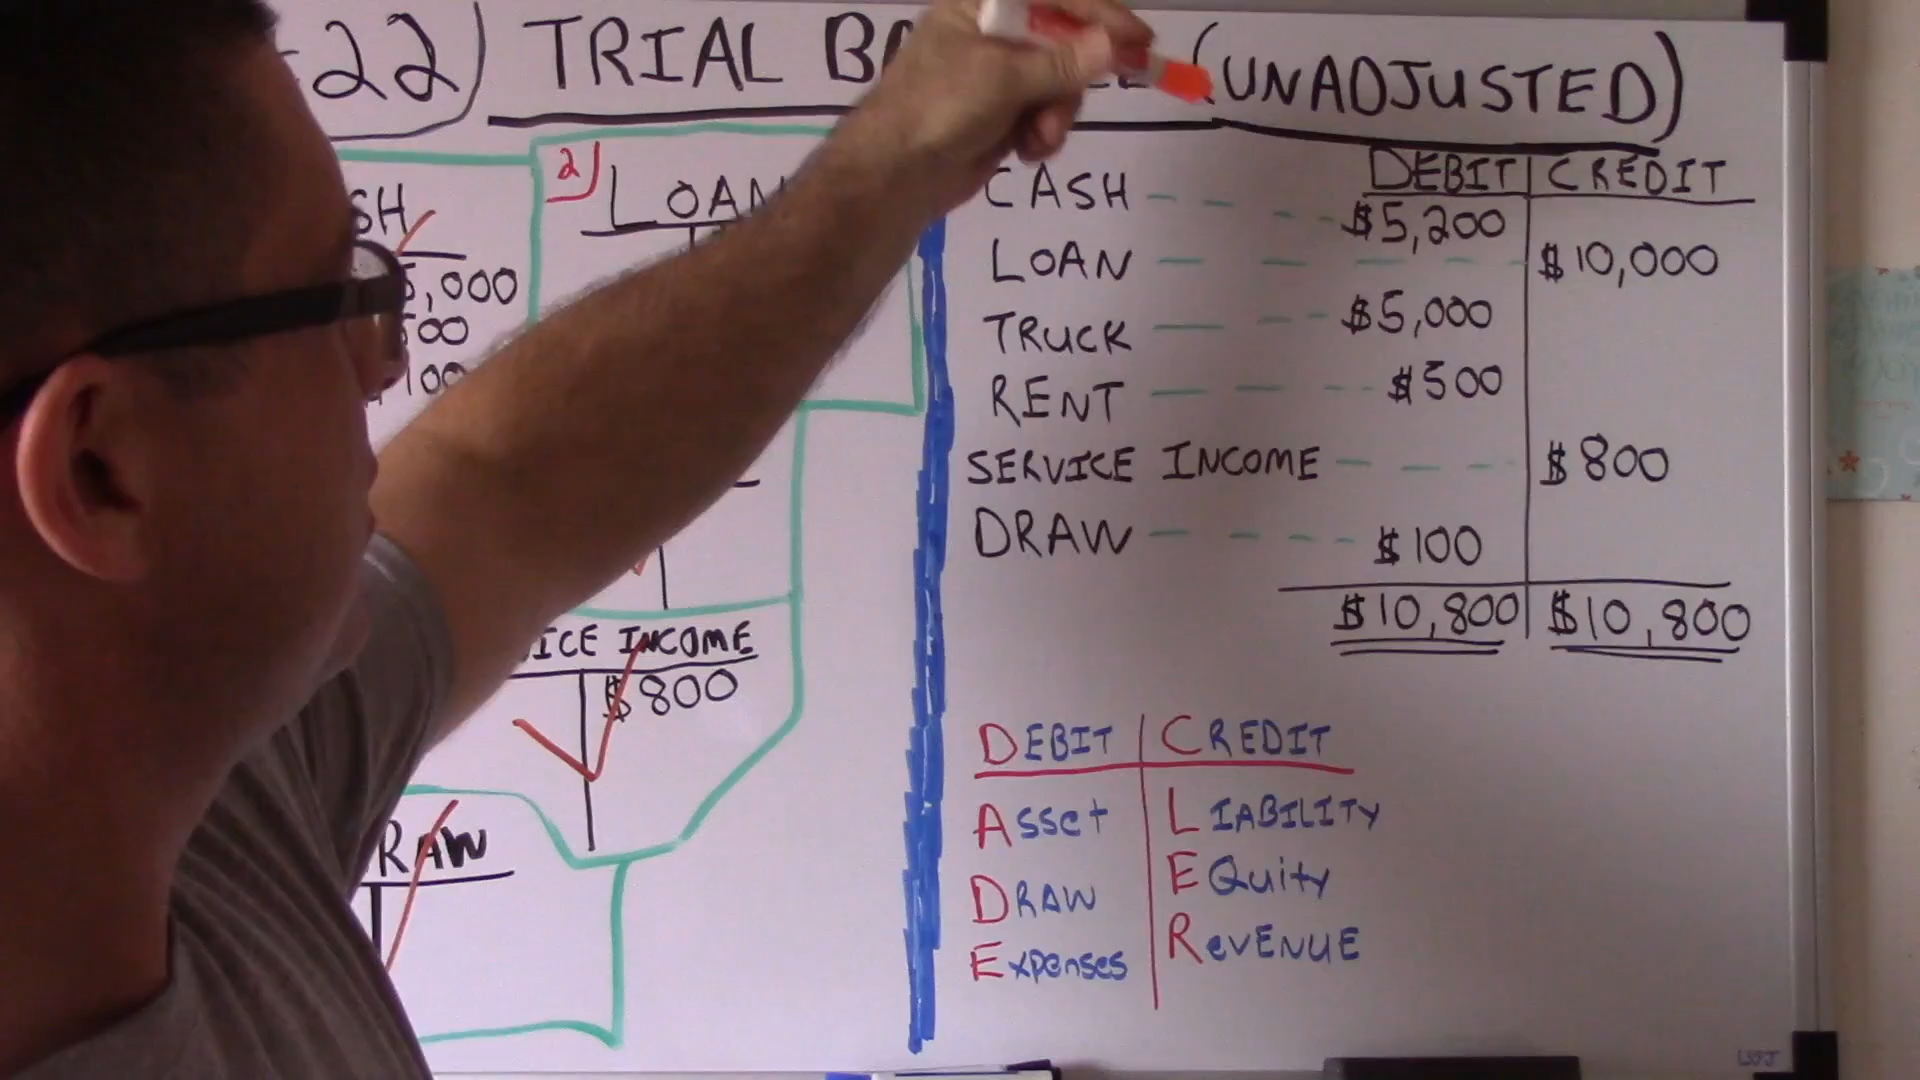 22) TRIAL (UNADJUSTED)
SH
5,000
500
100
2) LOAN
ICE INCOME
$800
RAW
DEBIT CREDIT
CASH $5,200
LOAN $10,000
TRUCK $5,000
RENT $500
SERVICE INCOME $800
DRAW $100
$10,800 $10,800
DEBIT CREDIT
Asset LIABILITY
DRAW EQuity
Expenses RevENUE